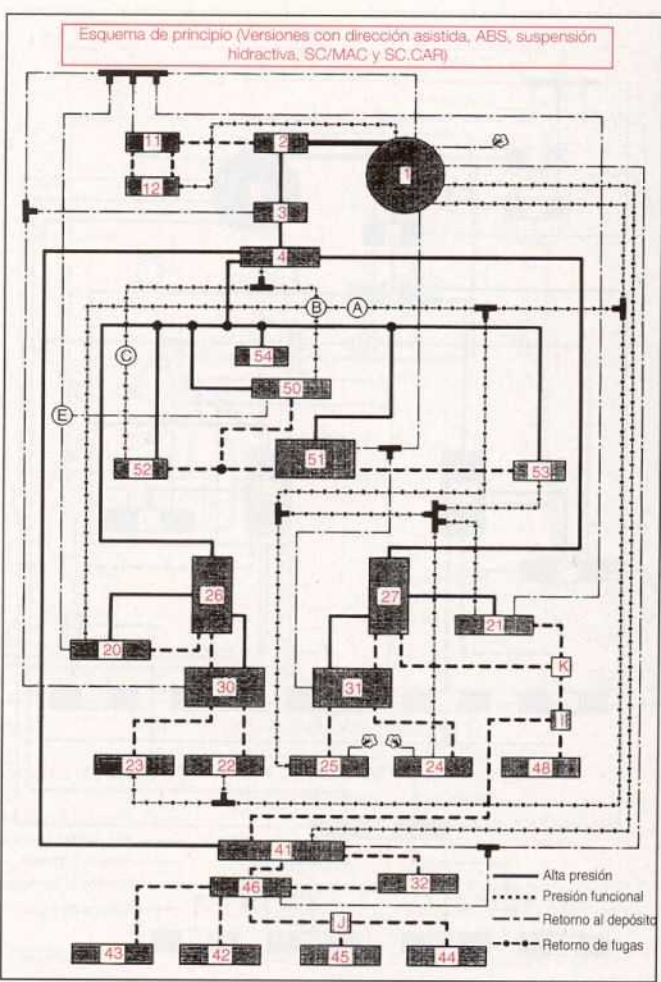 Esquema de principio (Versiones con dirección asistida, ABS, suspensión
hidractiva, SC/MAC y SC.CAR)
11
2
1
12
3
4
B
A
C
54
50
E
52
51
53
26
27
20
21
30
31
K
23
22
25
24
48
41
46
32
Alta presión
Presión funcional
J
Retorno al depósito
Retorno de fugas
43
42
45
44